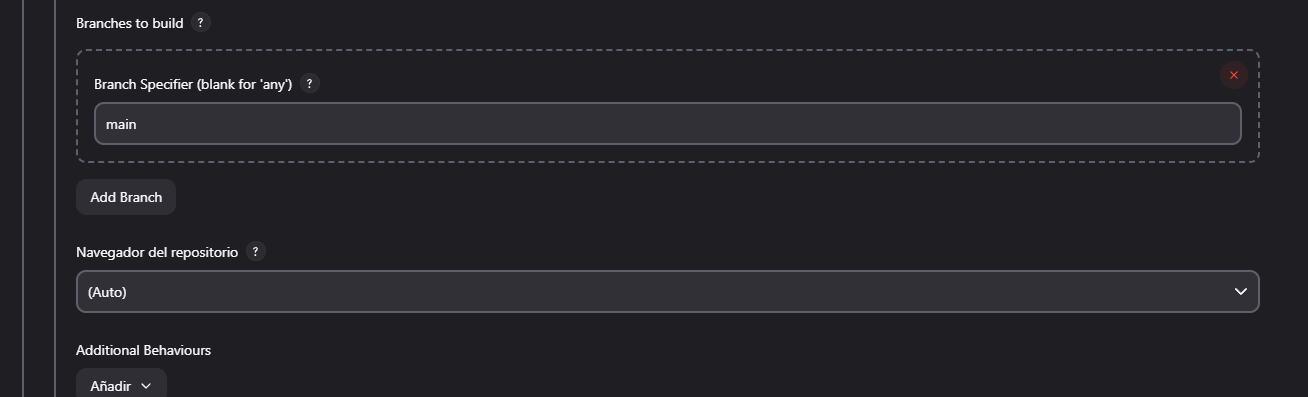 Branches to build ?
Branch Specifier (blank for 'any') ?
main
Add Branch
Navegador del repositorio ?
(Auto)
Additional Behaviours
Añadir